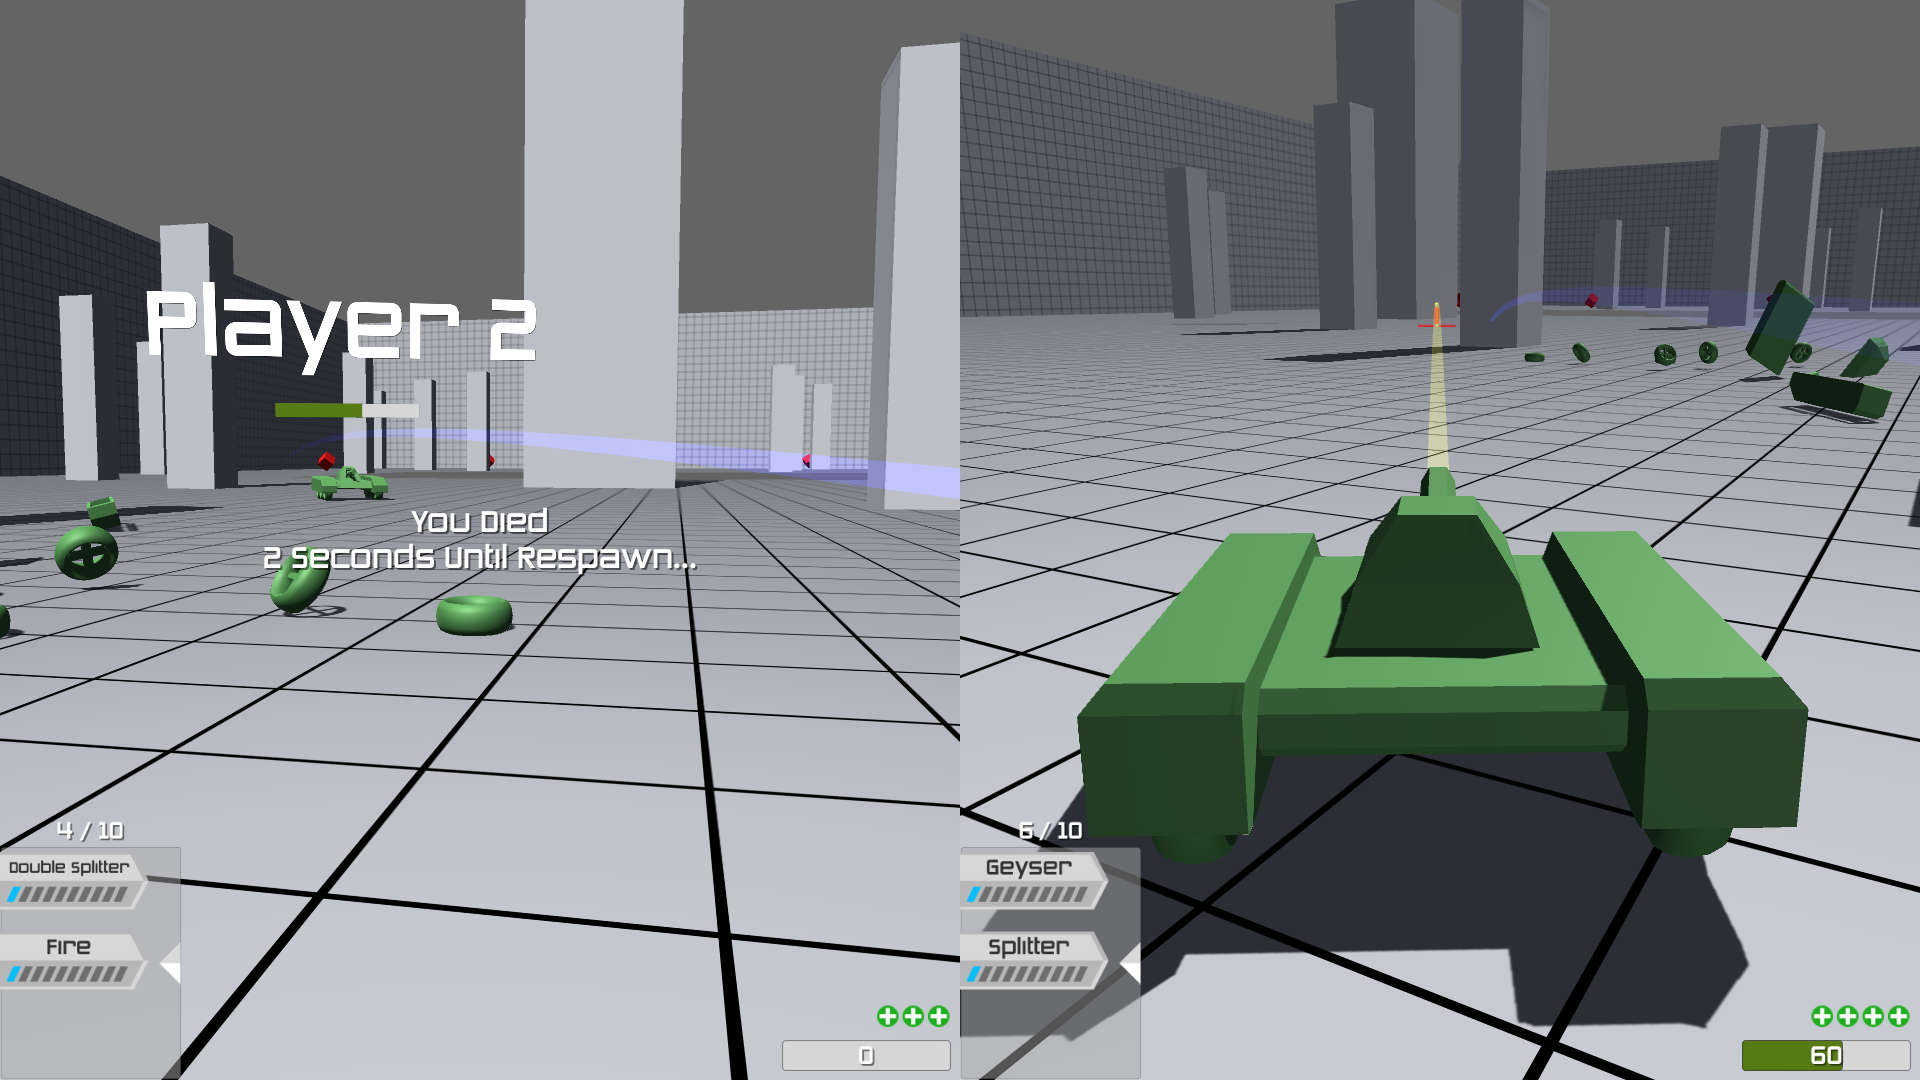 Player 2
You Died
2 Seconds Until Respawn...
4 / 10
Double Splitter
Fire
0
6 / 10
Geyser
Splitter
60